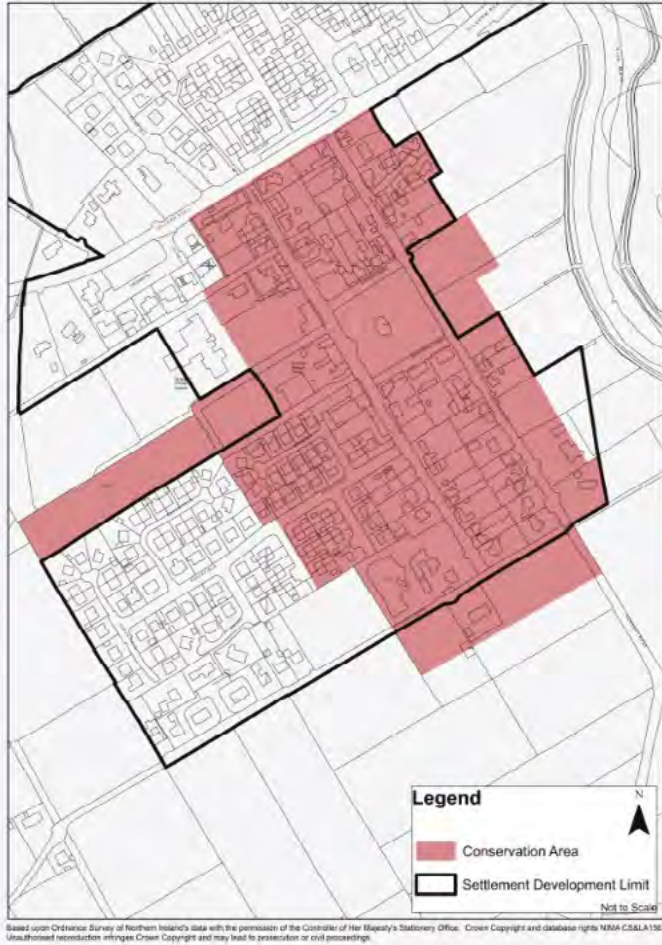 Legend
N
Conservation Area
Settlement Development Limit
Not to Scale
Based upon Ordnance Survey of Northern Ireland's data with the permission of the Controller of Her Majesty's Stationery Office. Crown Copyright and database rights NIMA CS&LA156
Unauthorised reproduction infringes Crown Copyright and may lead to prosecution or civil proceedings.